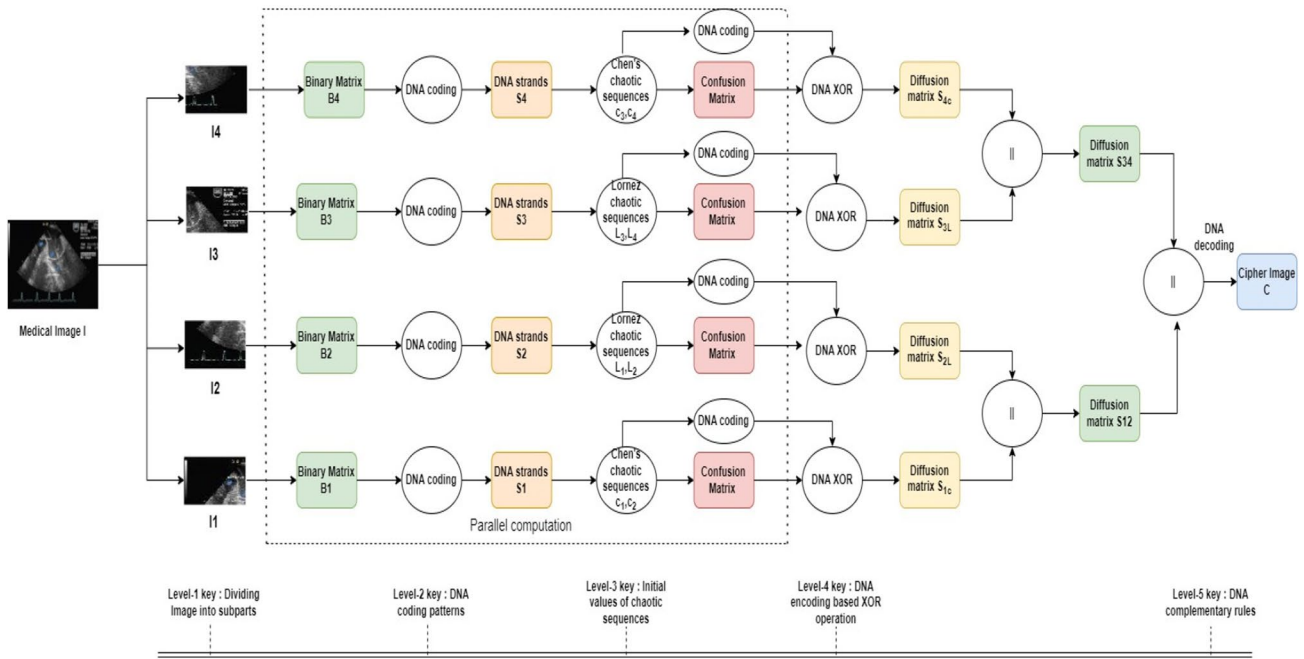 DNA coding
Binary Matrix
B4
DNA coding
DNA strands
S4
Chen's
chaotic
sequences
c3,c4
Confusion
Matrix
DNA XOR
Diffusion
matrix S4c
I4
||
Diffusion
matrix S34
DNA coding
Binary Matrix
B3
DNA coding
DNA strands
S3
Lornez
chaotic
sequences
L3,L4
Confusion
Matrix
DNA XOR
Diffusion
matrix S3L
I3
DNA
decoding
||
Cipher Image
C
Medical Image I
DNA coding
Binary Matrix
B2
DNA coding
DNA strands
S2
Lornez
chaotic
sequences
L1,L2
Confusion
Matrix
DNA XOR
Diffusion
matrix S2L
I2
||
Diffusion
matrix S12
DNA coding
Binary Matrix
B1
DNA coding
DNA strands
S1
Chen's
chaotic
sequences
c1,c2
Confusion
Matrix
DNA XOR
Diffusion
matrix S1c
I1
Parallel computation
Level-1 key : Dividing
Image into subparts
Level-2 key : DNA
coding patterns
Level-3 key : Initial
values of chaotic
sequences
Level-4 key : DNA
encoding based XOR
operation
Level-5 key : DNA
complementary rules